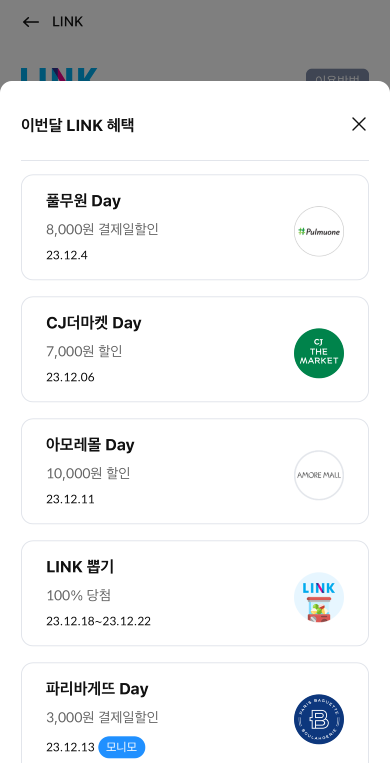 LINK
LINK
이용방법
이번달 LINK 혜택
풀무원 Day
8,000원 결제일할인
23.12.4
Pulmuone
CJ더마켓 Day
7,000원 할인
23.12.06
CJ
THE
MARKET
아모레몰 Day
10,000원 할인
23.12.11
AMORE MALL
LINK 뽑기
100% 당첨
23.12.18~23.12.22
LINK
파리바게뜨 Day
3,000원 결제일할인
23.12.13 모니모
PARIS BAGUETTE
B
BOULANGERIE